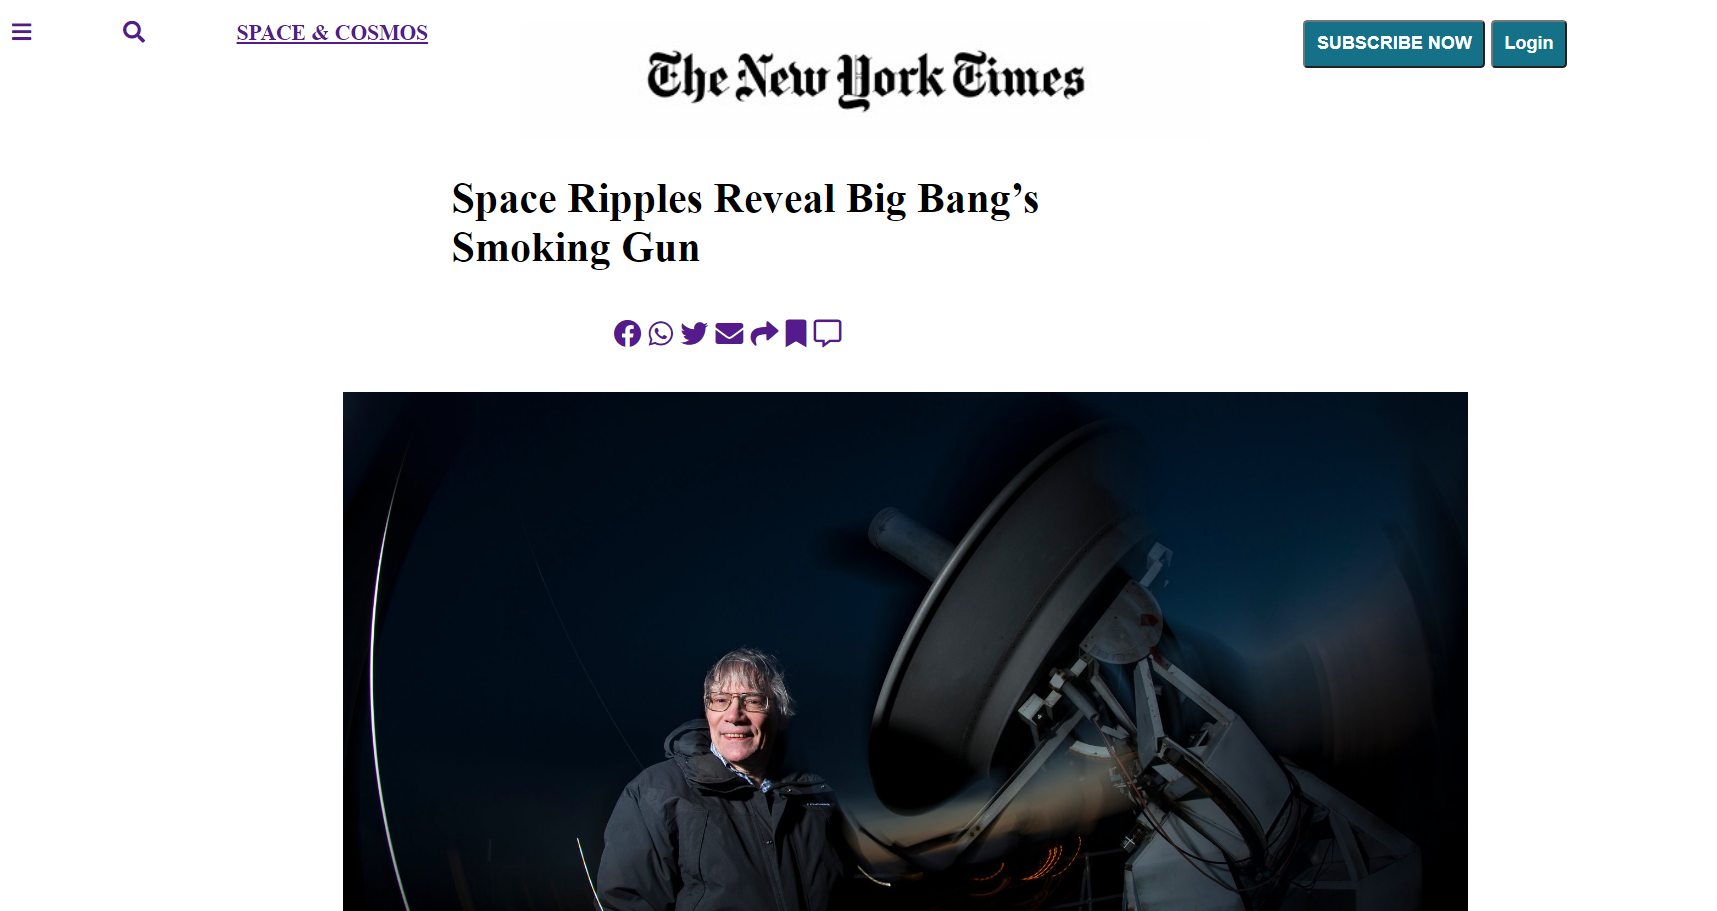 SPACE & COSMOS
The New York Times
SUBSCRIBE NOW
Login
Space Ripples Reveal Big Bang’s
Smoking Gun